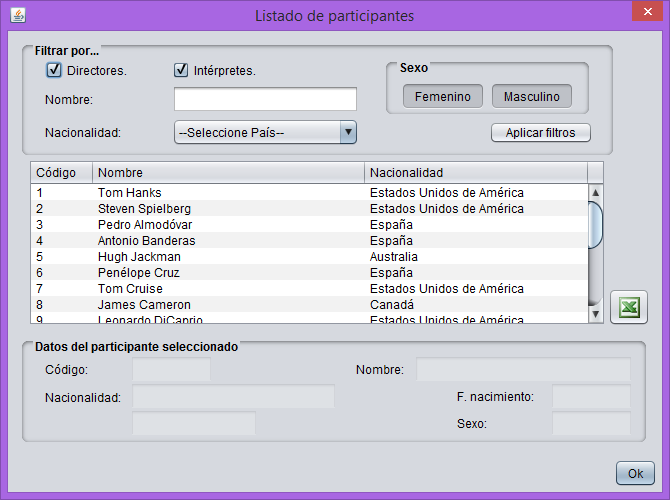 Listado de participantes
Filtrar por...
Directores. Intérpretes.
Sexo
Femenino Masculino
Nombre:
Nacionalidad: --Seleccione País-- Aplicar filtros
Código Nombre Nacionalidad
1 Tom Hanks Estados Unidos de América
2 Steven Spielberg Estados Unidos de América
3 Pedro Almodóvar España
4 Antonio Banderas España
5 Hugh Jackman Australia
6 Penélope Cruz España
7 Tom Cruise Estados Unidos de América
8 James Cameron Canadá
9 Leonardo DiCaprio Estados Unidos de América
Datos del participante seleccionado
Código: Nombre:
Nacionalidad: F. nacimiento:
Sexo:
Ok